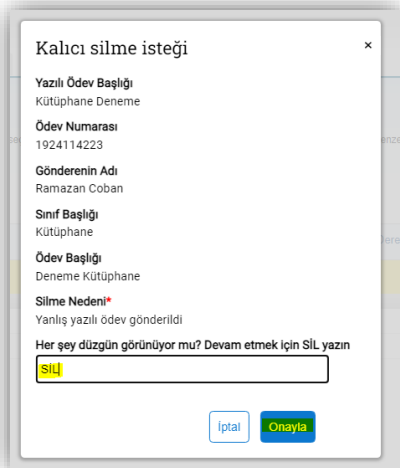 Kalıcı silme isteği
×
Yazılı Ödev Başlığı
Kütüphane Deneme
Ödev Numarası
1924114223
Gönderenin Adı
Ramazan Coban
Sınıf Başlığı
Kütüphane
Ödev Başlığı
Deneme Kütüphane
Silme Nedeni*
Yanlış yazılı ödev gönderildi
Her şey düzgün görünüyor mu? Devam etmek için SİL yazın
SİL
İptal
Onayla